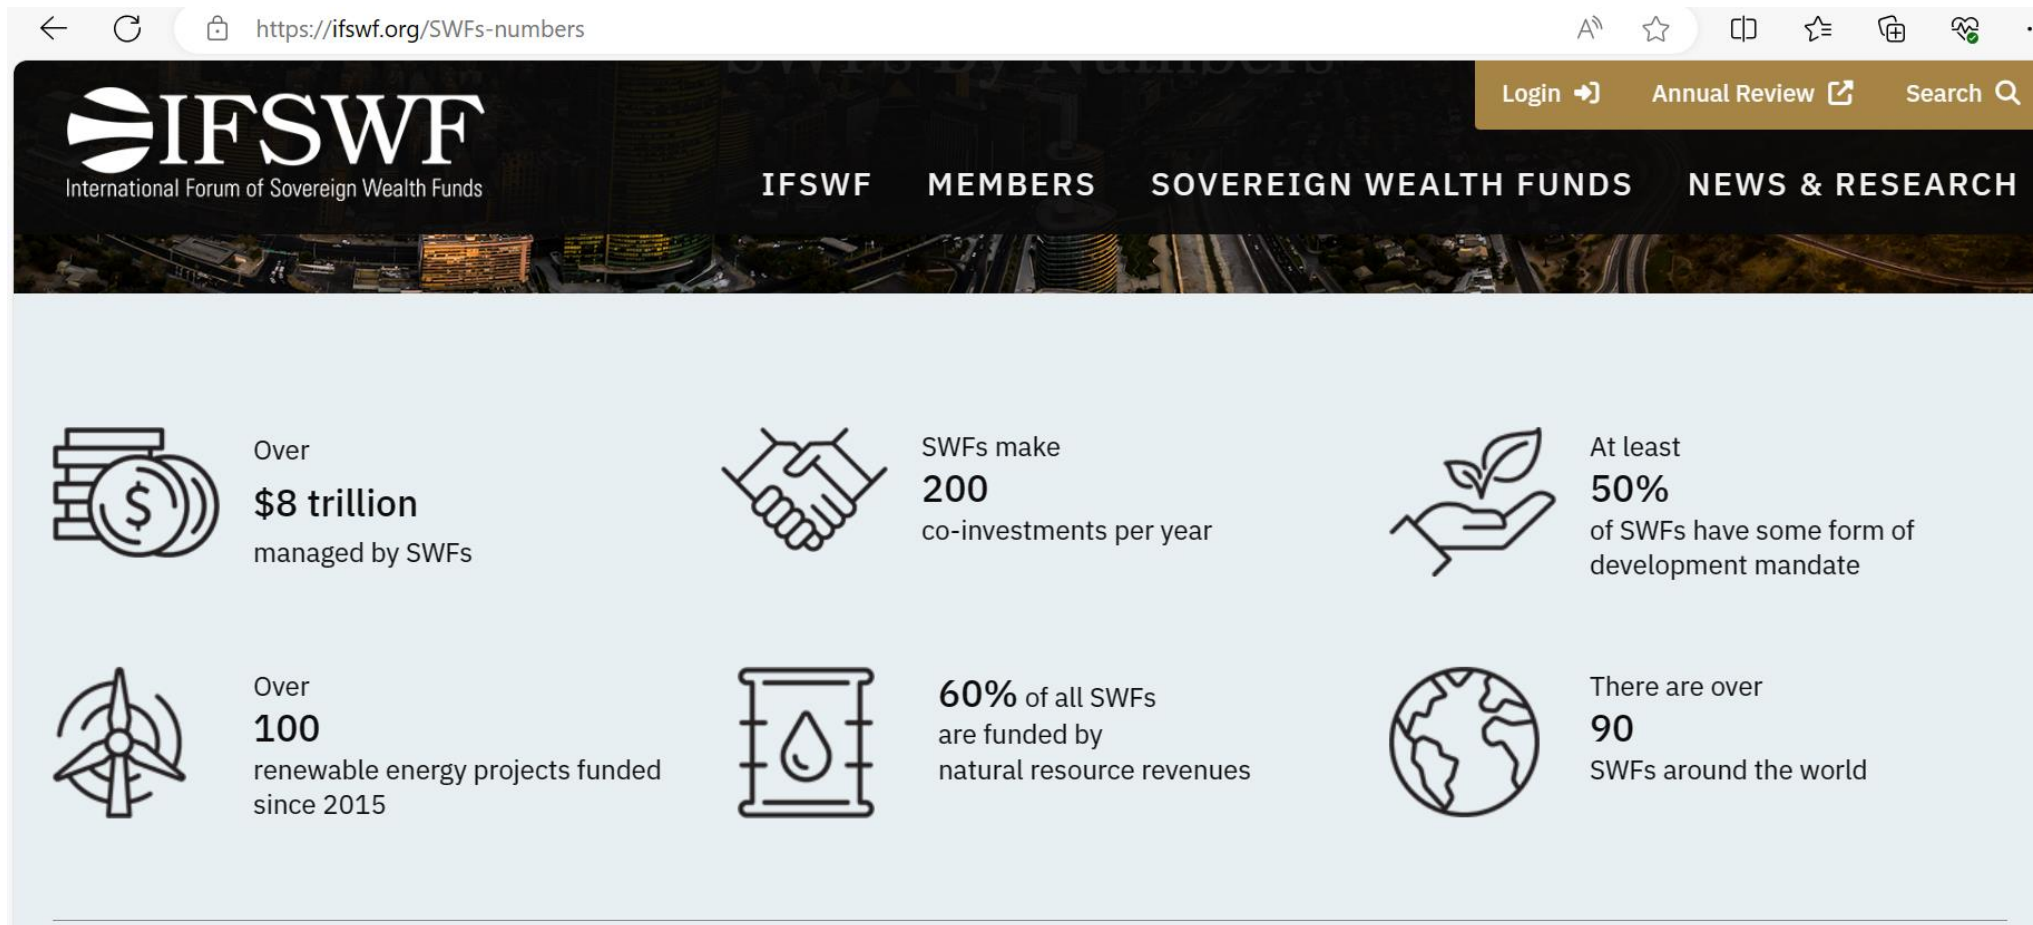 https://ifswf.org/SWFs-numbers
SWFs By Numbers
Login
Annual Review
Search
IFSWF
International Forum of Sovereign Wealth Funds
IFSWF
MEMBERS
SOVEREIGN WEALTH FUNDS
NEWS & RESEARCH
Over
$8 trillion
managed by SWFs
SWFs make
200
co-investments per year
At least
50%
of SWFs have some form of
development mandate
Over
100
renewable energy projects funded
since 2015
60% of all SWFs
are funded by
natural resource revenues
There are over
90
SWFs around the world